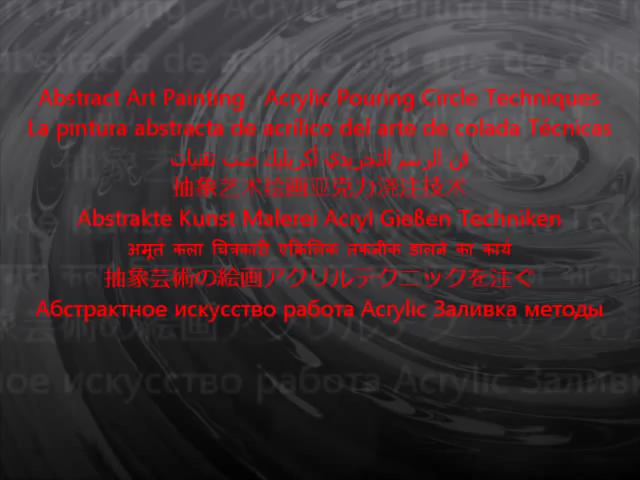 Abstract Art Painting Acrylic Pouring Circle Techniques
La pintura abstracta de acrílico del arte de colada Técnicas
فن الرسم التجريدي أكريليك صب تقنيات
抽象艺术绘画亚克力浇注技术
Abstrakte Kunst Malerei Acryl Gießen Techniken
अमूर्त कला चित्रकारी एक्रिलिक तकनीक डालने का कार्य
抽象芸術の絵画アクリルテクニックを注ぐ
Абстрактное искусство работа Acrylic Заливка методы